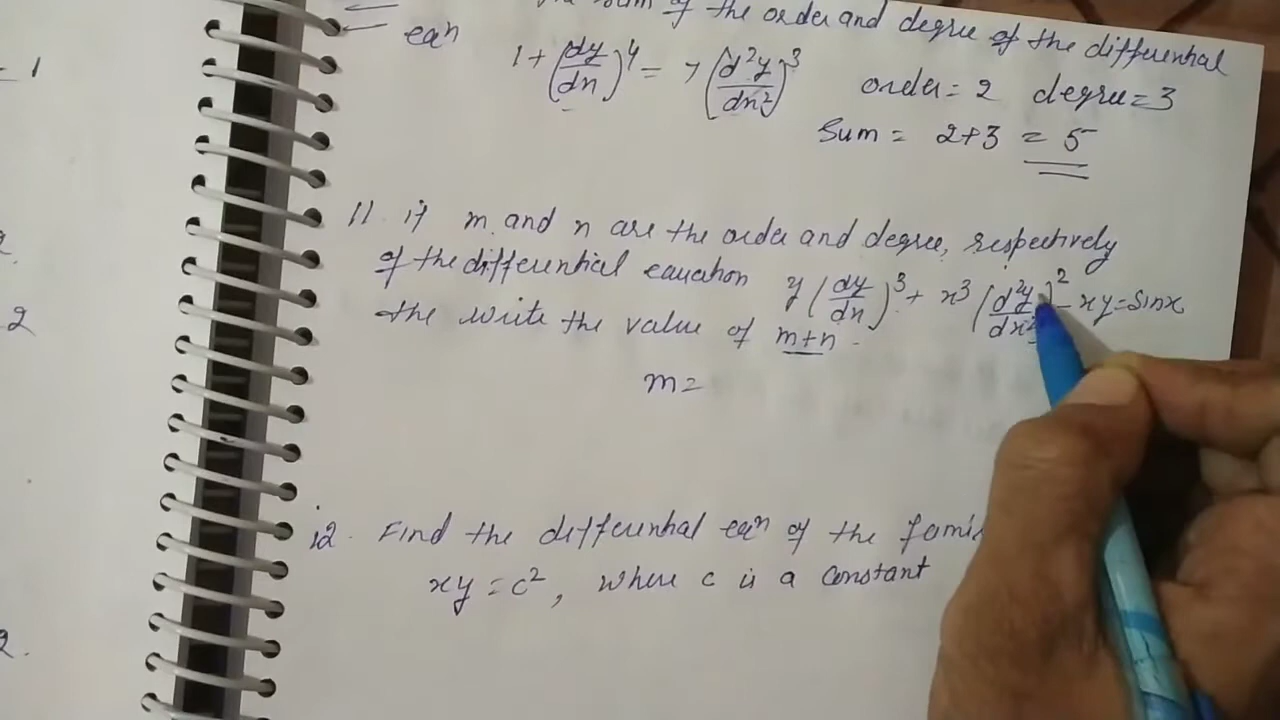 sum of the order and degree of the differential
eqn 1 + (dy/dx)^4 = 7 (d²y/dx²)^3 order = 2 degree = 3
Sum = 2+3 = 5
11. if m and n are the order and degree, respectively
of the differential equation y (dy/dx)^3 + x^3 (d²y/dx²)^2 - xy = sinx
the write the value of m+n.
m =
12. Find the differential eqn of the
xy = c², where c is a constant
= 1
2
2.